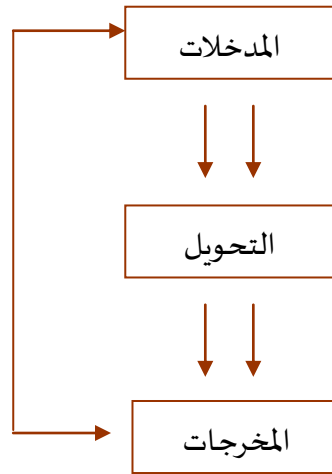 المدخلات
التحويل
المخرجات